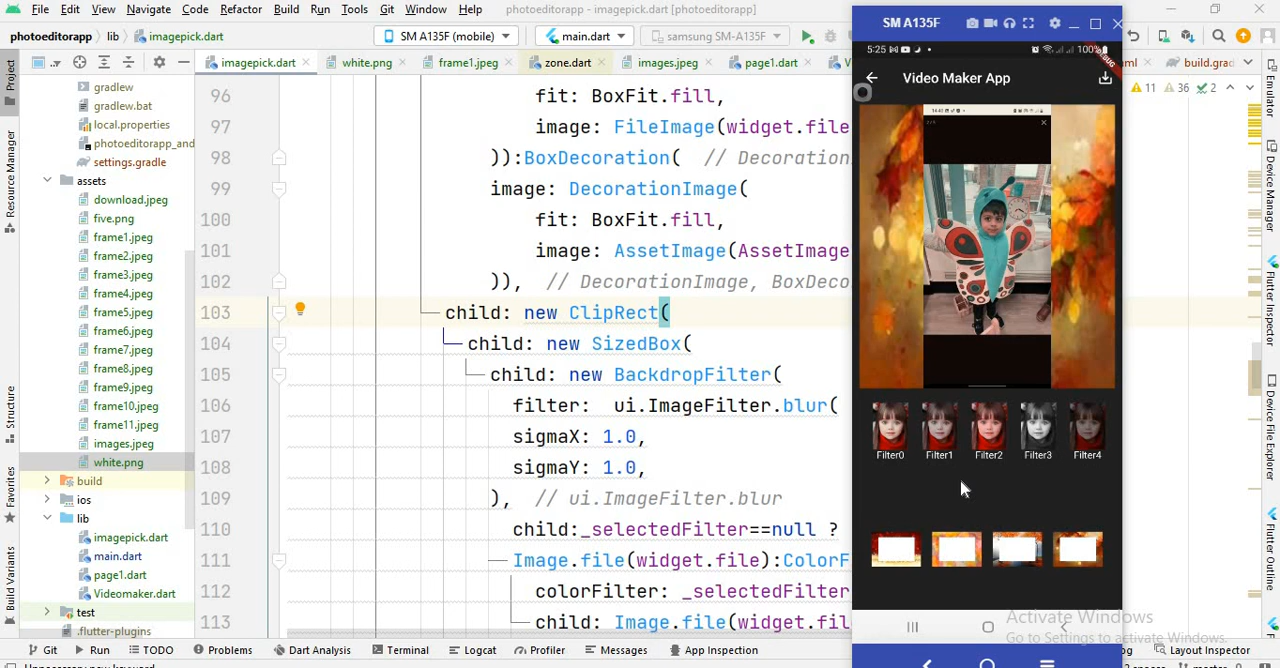 File Edit View Navigate Code Refactor Build Run Tools Git Window Help photoeditorapp - imagepick.dart [photoeditorapp]
photoeditorapp lib imagepick.dart SM A135F (mobile) main.dart samsung SM-A135F
imagepick.dart white.png frame1.jpeg zone.dart images.jpeg page1.dart build.grad
11 36 2
Project
Resource Manager
Structure
Favorites
Build Variants
gradlew
gradlew.bat
local.properties
photoeditorapp_and
settings.gradle
assets
download.jpeg
five.png
frame1.jpeg
frame2.jpeg
frame3.jpeg
frame4.jpeg
frame5.jpeg
frame6.jpeg
frame7.jpeg
frame8.jpeg
frame9.jpeg
frame10.jpeg
frame11.jpeg
images.jpeg
white.png
build
ios
lib
imagepick.dart
main.dart
page1.dart
Videomaker.dart
test
.flutter-plugins
96 fit: BoxFit.fill,
97 image: FileImage(widget.file
98 )):BoxDecoration( // Decoration
99 image: DecorationImage(
100 fit: BoxFit.fill,
101 image: AssetImage(AssetImage
102 )), // DecorationImage, BoxDeco
103 child: new ClipRect(
104 child: new SizedBox(
105 child: new BackdropFilter(
106 filter: ui.ImageFilter.blur(
107 sigmaX: 1.0,
108 sigmaY: 1.0,
109 ), // ui.ImageFilter.blur
110 child:_selectedFilter==null ?
111 Image.file(widget.file):ColorF
112 colorFilter: _selectedFilter
113 child: Image.file(widget.fil
SM A135F
5:25 100%
Video Maker App
Filter0 Filter1 Filter2 Filter3 Filter4
Emulator
Device Manager
Flutter Inspector
Device File Explorer
Flutter Outline
Activate Windows
Go to Settings to activate Windows.
Git Run TODO Problems Dart Analysis Terminal Logcat Profiler Messages App Inspection Layout Inspector